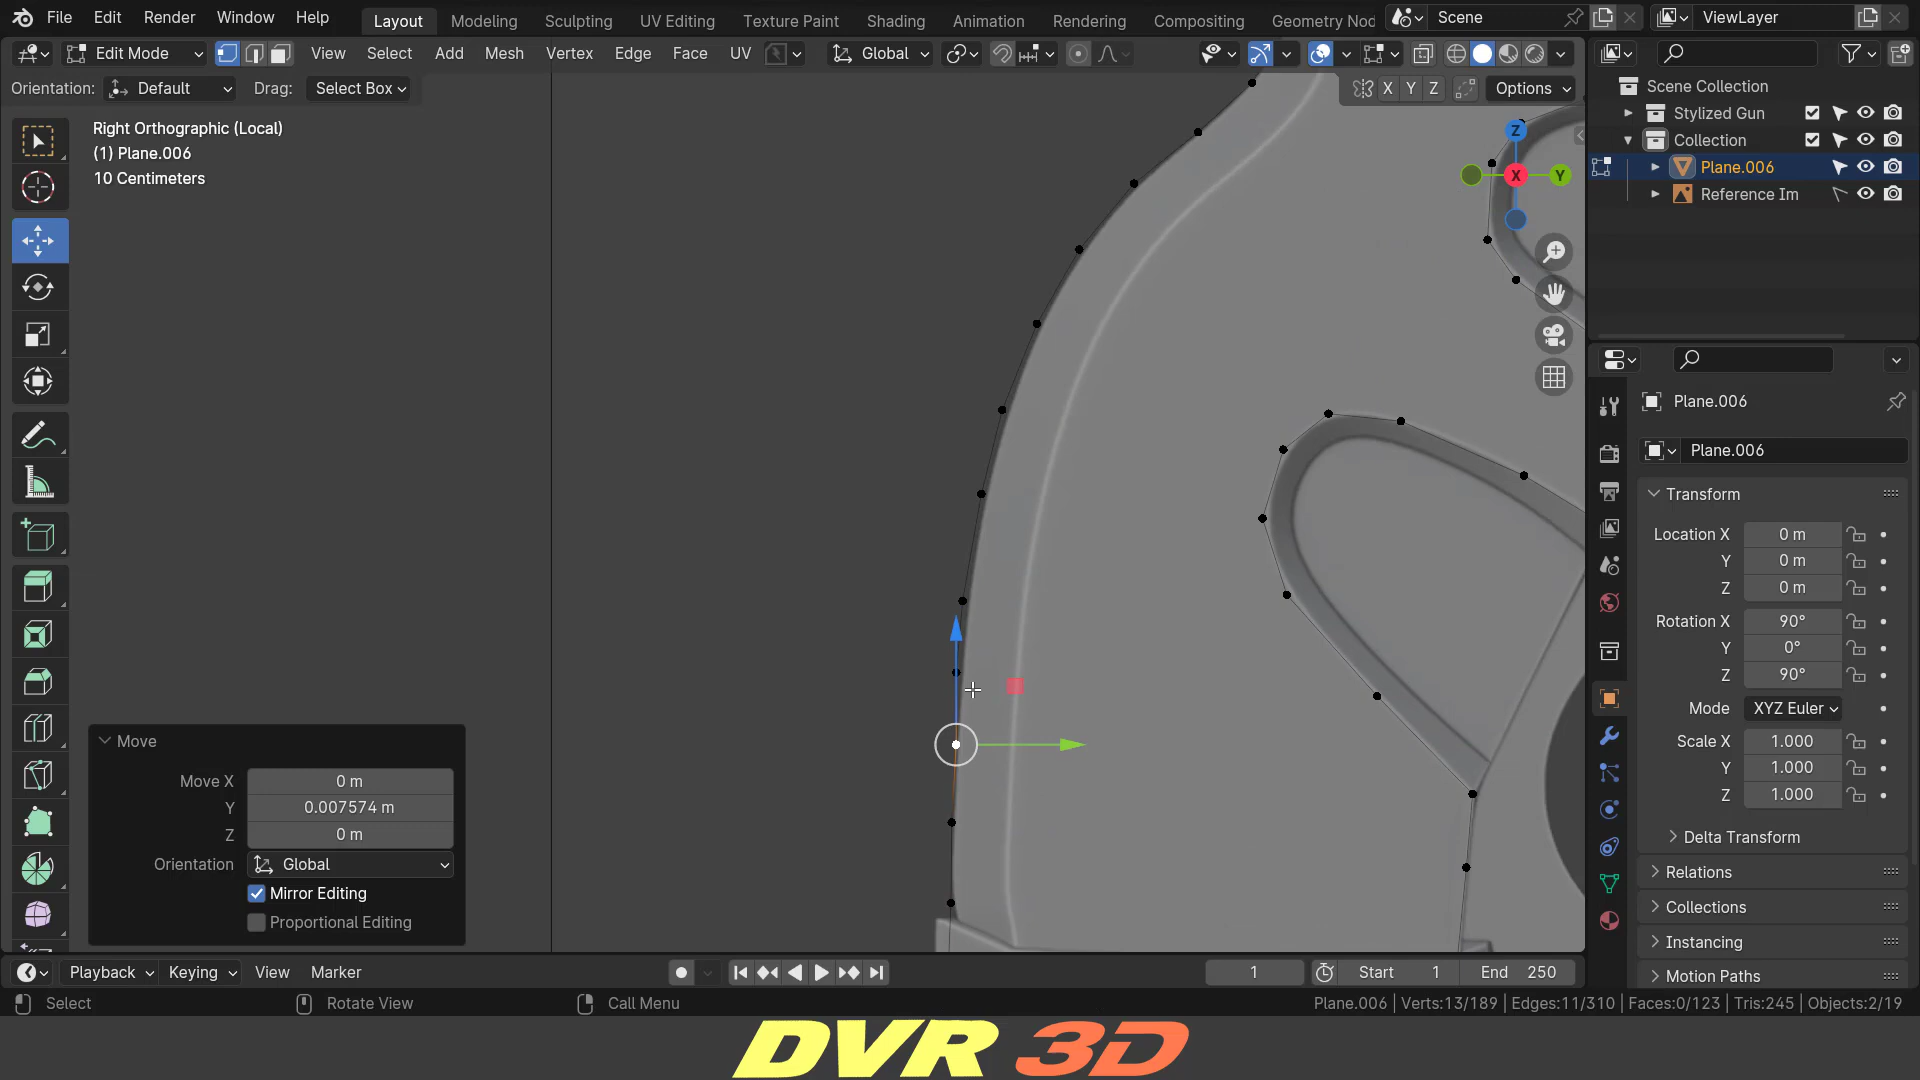 File Edit Render Window Help Layout Modeling Sculpting UV Editing Texture Paint Shading Animation Rendering Compositing Geometry Nod Scene ViewLayer
Edit Mode View Select Add Mesh Vertex Edge Face UV Global
Orientation: Default Drag: Select Box X Y Z Options
Right Orthographic (Local)
(1) Plane.006
10 Centimeters
Z
X
Y
Scene Collection
Stylized Gun
Collection
Plane.006
Reference Im
Plane.006
Plane.006
Transform
Location X 0 m
Y 0 m
Z 0 m
Rotation X 90°
Y 0°
Z 90°
Mode XYZ Euler
Scale X 1.000
Y 1.000
Z 1.000
Delta Transform
Relations
Collections
Instancing
Motion Paths
Move
Move X 0 m
Y 0.007574 m
Z 0 m
Orientation Global
Mirror Editing
Proportional Editing
Playback Keying View Marker 1 Start 1 End 250
Select Rotate View Call Menu Plane.006 | Verts:13/189 | Edges:11/310 | Faces:0/123 | Tris:245 | Objects:2/19
DVR 3D